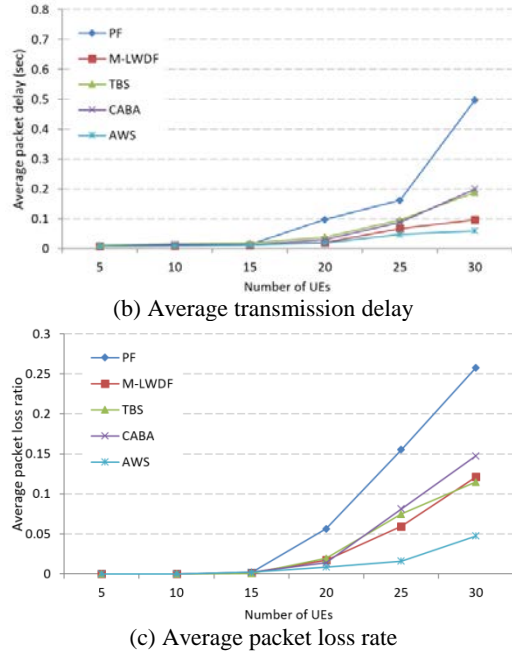 0.8
0.7
0.6
0.5
0.4
0.3
0.2
0.1
0
Average packet delay (sec)
PF
M-LWDF
TBS
CABA
AWS
5 10 15 20 25 30
Number of UEs
(b) Average transmission delay
0.3
0.25
0.2
0.15
0.1
0.05
0
Average packet loss ratio
PF
M-LWDF
TBS
CABA
AWS
5 10 15 20 25 30
Number of UEs
(c) Average packet loss rate